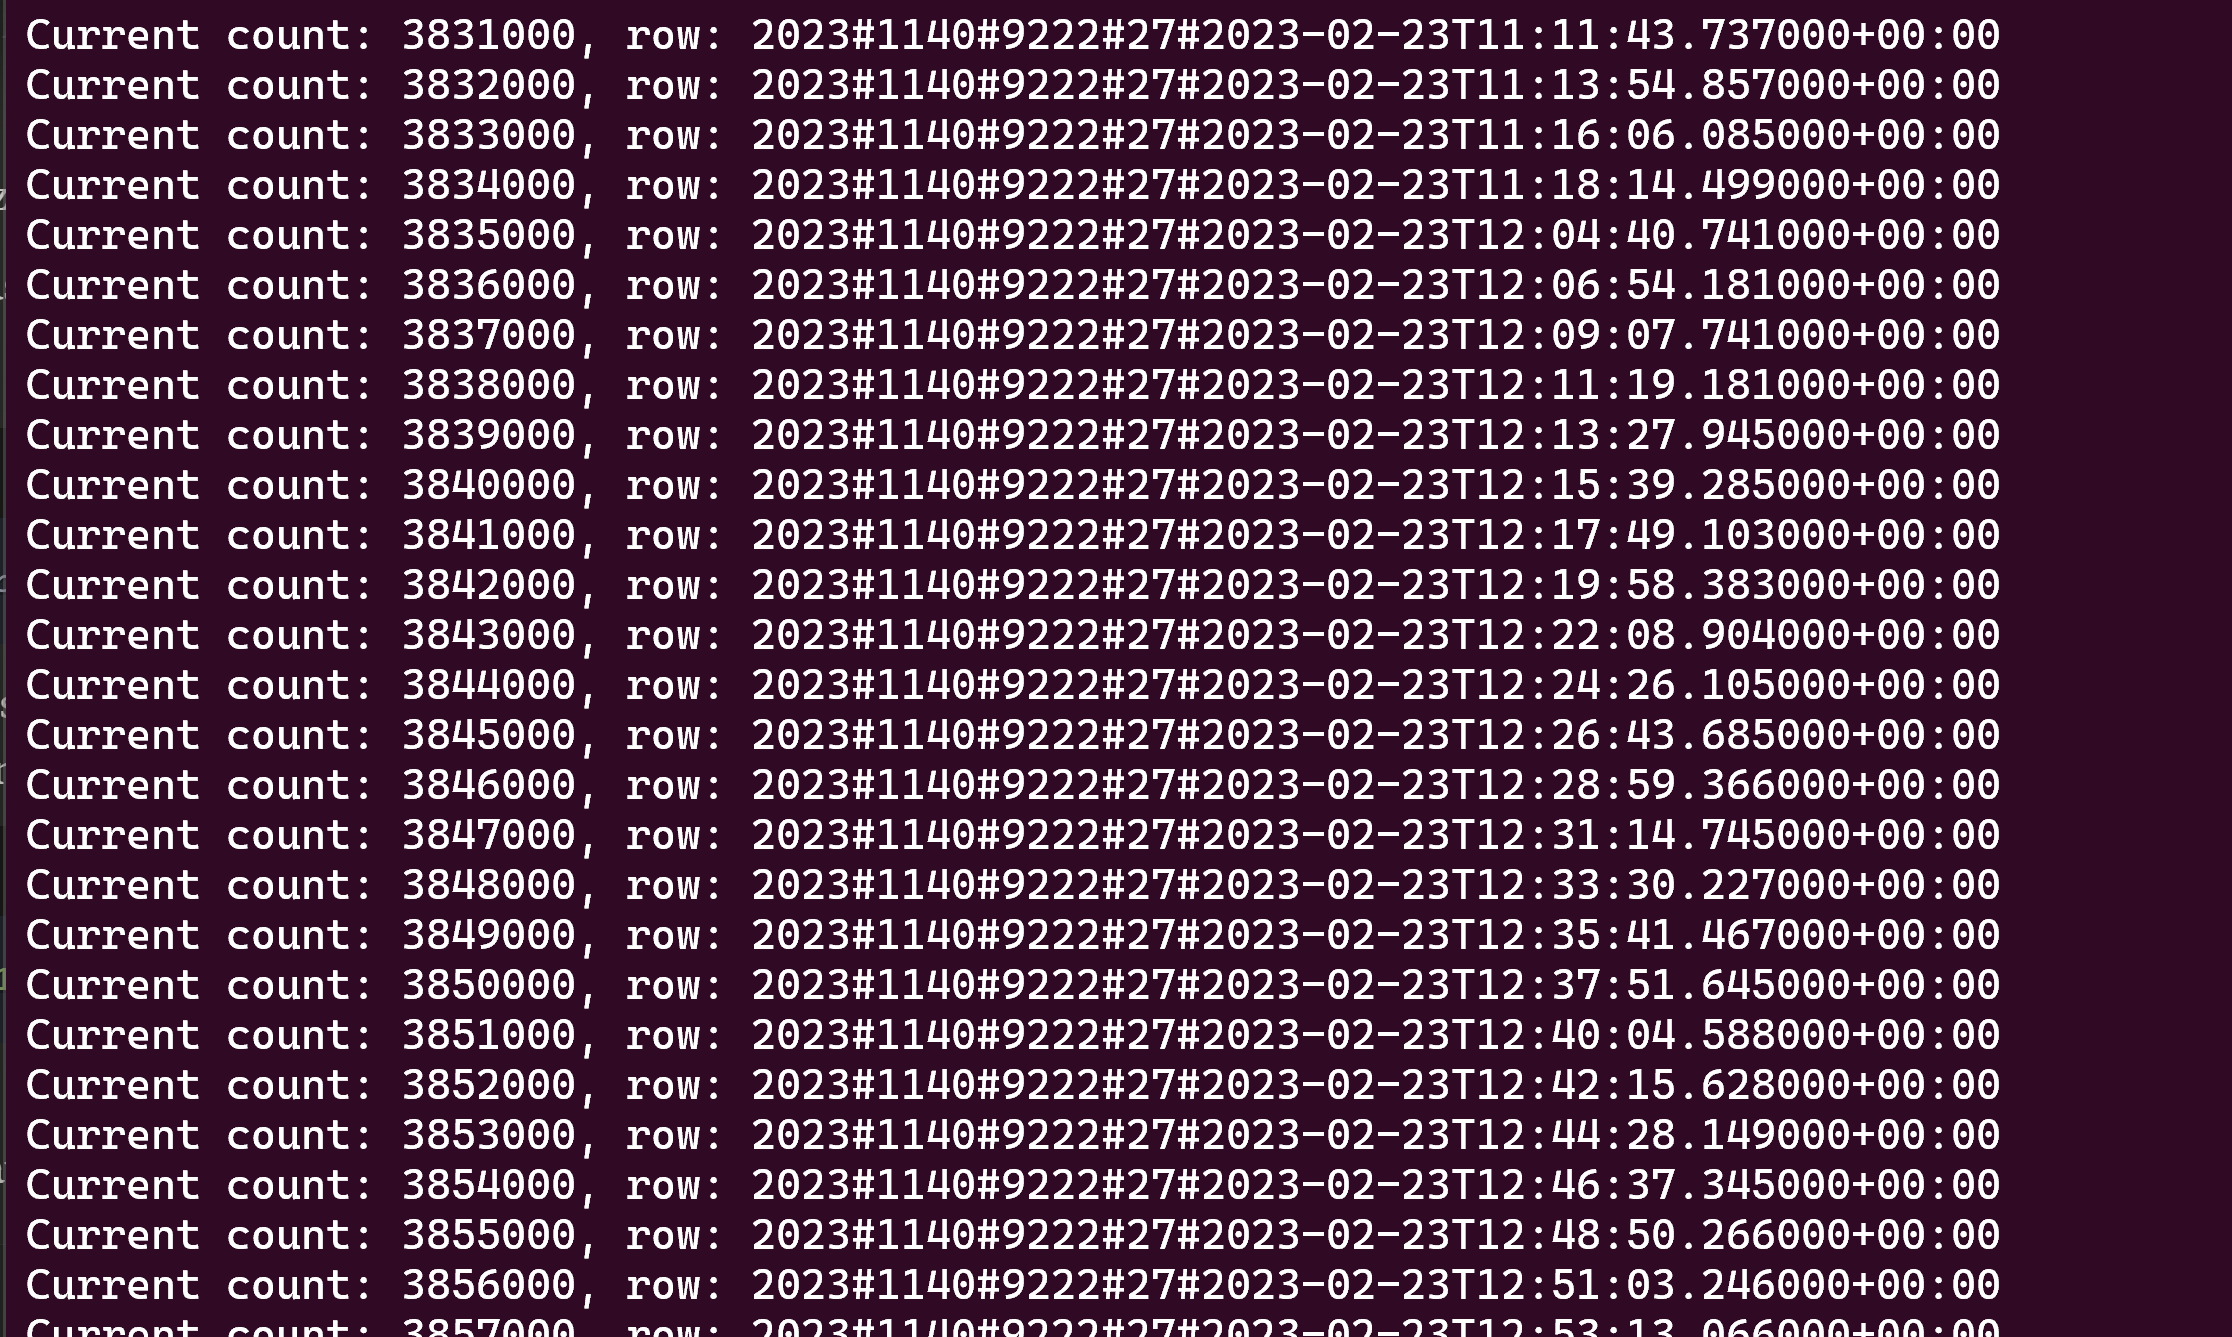 Current count: 3831000, row: 2023#1140#9222#27#2023-02-23T11:11:43.737000+00:00
Current count: 3832000, row: 2023#1140#9222#27#2023-02-23T11:13:54.857000+00:00
Current count: 3833000, row: 2023#1140#9222#27#2023-02-23T11:16:06.085000+00:00
Current count: 3834000, row: 2023#1140#9222#27#2023-02-23T11:18:14.499000+00:00
Current count: 3835000, row: 2023#1140#9222#27#2023-02-23T12:04:40.741000+00:00
Current count: 3836000, row: 2023#1140#9222#27#2023-02-23T12:06:54.181000+00:00
Current count: 3837000, row: 2023#1140#9222#27#2023-02-23T12:09:07.741000+00:00
Current count: 3838000, row: 2023#1140#9222#27#2023-02-23T12:11:19.181000+00:00
Current count: 3839000, row: 2023#1140#9222#27#2023-02-23T12:13:27.945000+00:00
Current count: 3840000, row: 2023#1140#9222#27#2023-02-23T12:15:39.285000+00:00
Current count: 3841000, row: 2023#1140#9222#27#2023-02-23T12:17:49.103000+00:00
Current count: 3842000, row: 2023#1140#9222#27#2023-02-23T12:19:58.383000+00:00
Current count: 3843000, row: 2023#1140#9222#27#2023-02-23T12:22:08.904000+00:00
Current count: 3844000, row: 2023#1140#9222#27#2023-02-23T12:24:26.105000+00:00
Current count: 3845000, row: 2023#1140#9222#27#2023-02-23T12:26:43.685000+00:00
Current count: 3846000, row: 2023#1140#9222#27#2023-02-23T12:28:59.366000+00:00
Current count: 3847000, row: 2023#1140#9222#27#2023-02-23T12:31:14.745000+00:00
Current count: 3848000, row: 2023#1140#9222#27#2023-02-23T12:33:30.227000+00:00
Current count: 3849000, row: 2023#1140#9222#27#2023-02-23T12:35:41.467000+00:00
Current count: 3850000, row: 2023#1140#9222#27#2023-02-23T12:37:51.645000+00:00
Current count: 3851000, row: 2023#1140#9222#27#2023-02-23T12:40:04.588000+00:00
Current count: 3852000, row: 2023#1140#9222#27#2023-02-23T12:42:15.628000+00:00
Current count: 3853000, row: 2023#1140#9222#27#2023-02-23T12:44:28.149000+00:00
Current count: 3854000, row: 2023#1140#9222#27#2023-02-23T12:46:37.345000+00:00
Current count: 3855000, row: 2023#1140#9222#27#2023-02-23T12:48:50.266000+00:00
Current count: 3856000, row: 2023#1140#9222#27#2023-02-23T12:51:03.246000+00:00
Current count: 3857000, row: 2023#1140#9222#27#2023-02-23T12:53:13.066000+00:00